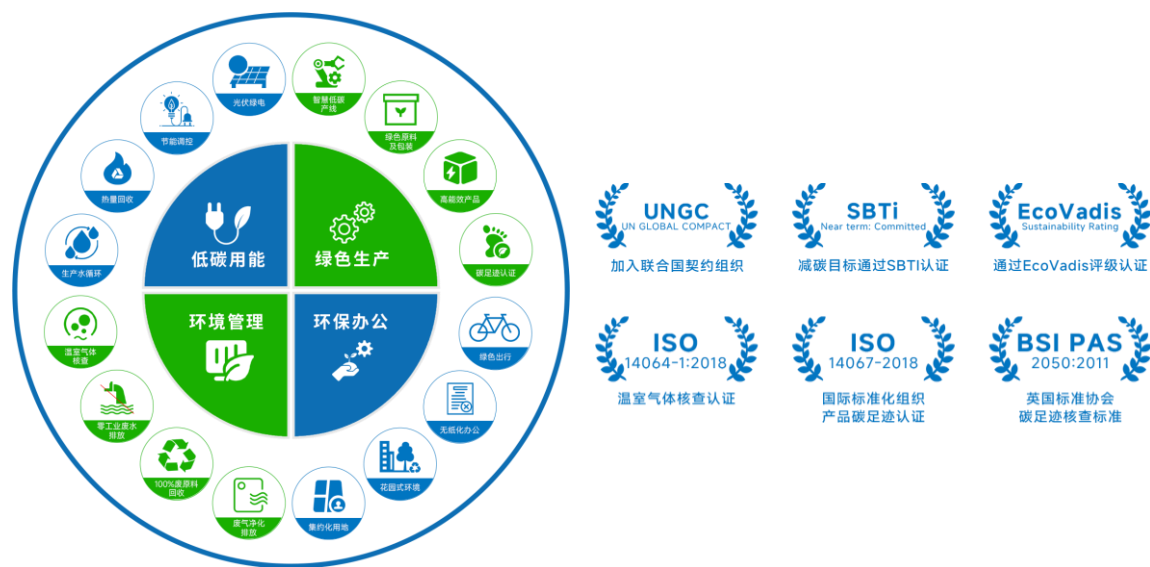 光伏绿电
智慧低碳
产线
节能调控
绿色原料
及包装
热量回收
高能效产品
生产水循环
碳足迹认证
低碳用能
绿色生产
环境管理
环保办公
温室气体
核查
绿色出行
零工业废水
排放
无纸化办公
100%废原料
回收
花园式环境
废气净化
排放
集约化用地
UNGC
UN GLOBAL COMPACT
加入联合国契约组织
SBTi
Near term: Committed
减碳目标通过SBTI认证
EcoVadis
Sustainability Rating
通过EcoVadis评级认证
ISO
14064-1:2018
温室气体核查认证
ISO
14067-2018
国际标准化组织
产品碳足迹认证
BSI PAS
2050:2011
英国标准协会
碳足迹核查标准